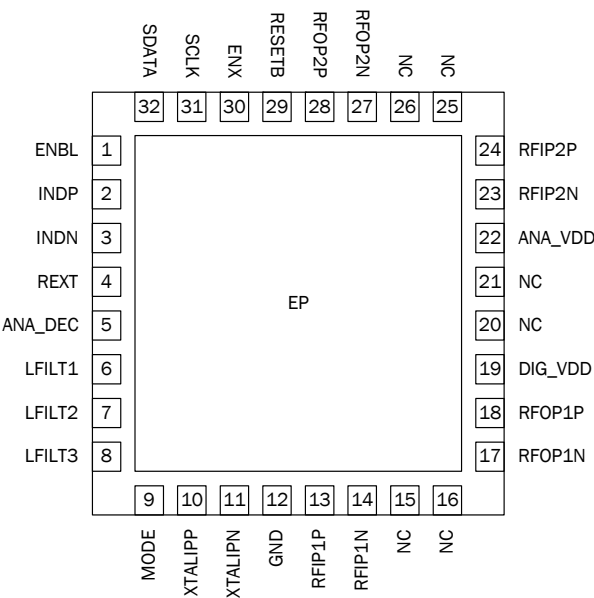 SDATA
SCLK
ENX
RESETB
RFOP2P
RFOP2N
NC
NC
32
31
30
29
28
27
26
25
ENBL 1
INDP 2
INDN 3
REXT 4
ANA_DEC 5
LFILT1 6
LFILT2 7
LFILT3 8
EP
24 RFIP2P
23 RFIP2N
22 ANA_VDD
21 NC
20 NC
19 DIG_VDD
18 RFOP1P
17 RFOP1N
9
10
11
12
13
14
15
16
MODE
XTALIPP
XTALIPN
GND
RFIP1P
RFIP1N
NC
NC